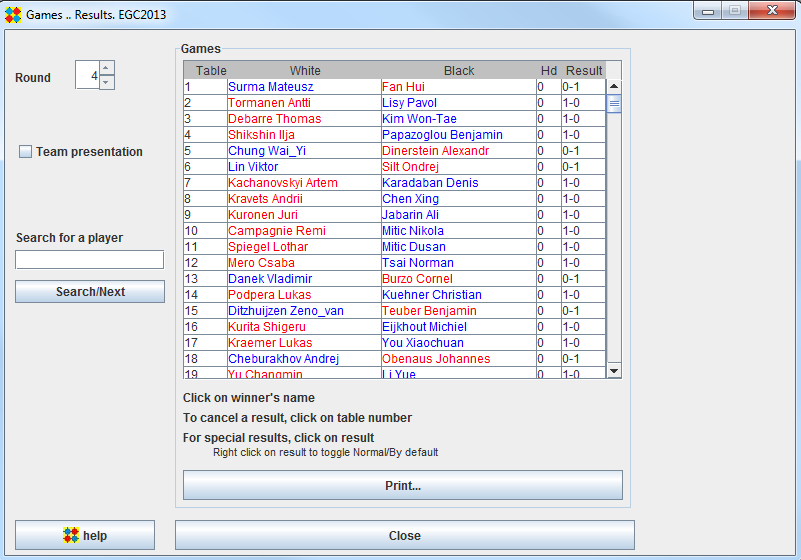 Games .. Results. EGC2013
Games
Round 4
Team presentation
Search for a player
Search/Next
Table White Black Hd Result
1 Surma Mateusz Fan Hui 0 0-1
2 Tormanen Antti Lisy Pavol 0 1-0
3 Debarre Thomas Kim Won-Tae 0 1-0
4 Shikshin Ilja Papazoglou Benjamin 0 1-0
5 Chung Wai_Yi Dinerstein Alexandr 0 0-1
6 Lin Viktor Silt Ondrej 0 0-1
7 Kachanovskyi Artem Karadaban Denis 0 1-0
8 Kravets Andrii Chen Xing 0 1-0
9 Kuronen Juri Jabarin Ali 0 1-0
10 Campagnie Remi Mitic Nikola 0 1-0
11 Spiegel Lothar Mitic Dusan 0 1-0
12 Mero Csaba Tsai Norman 0 1-0
13 Danek Vladimir Burzo Cornel 0 0-1
14 Podpera Lukas Kuehner Christian 0 1-0
15 Ditzhuijzen Zeno_van Teuber Benjamin 0 0-1
16 Kurita Shigeru Eijkhout Michiel 0 1-0
17 Kraemer Lukas You Xiaochuan 0 1-0
18 Cheburakhov Andrej Obenaus Johannes 0 0-1
19 Yu Changmin Li Yue 0 1-0
Click on winner's name
To cancel a result, click on table number
For special results, click on result
Right click on result to toggle Normal/By default
Print...
help
Close